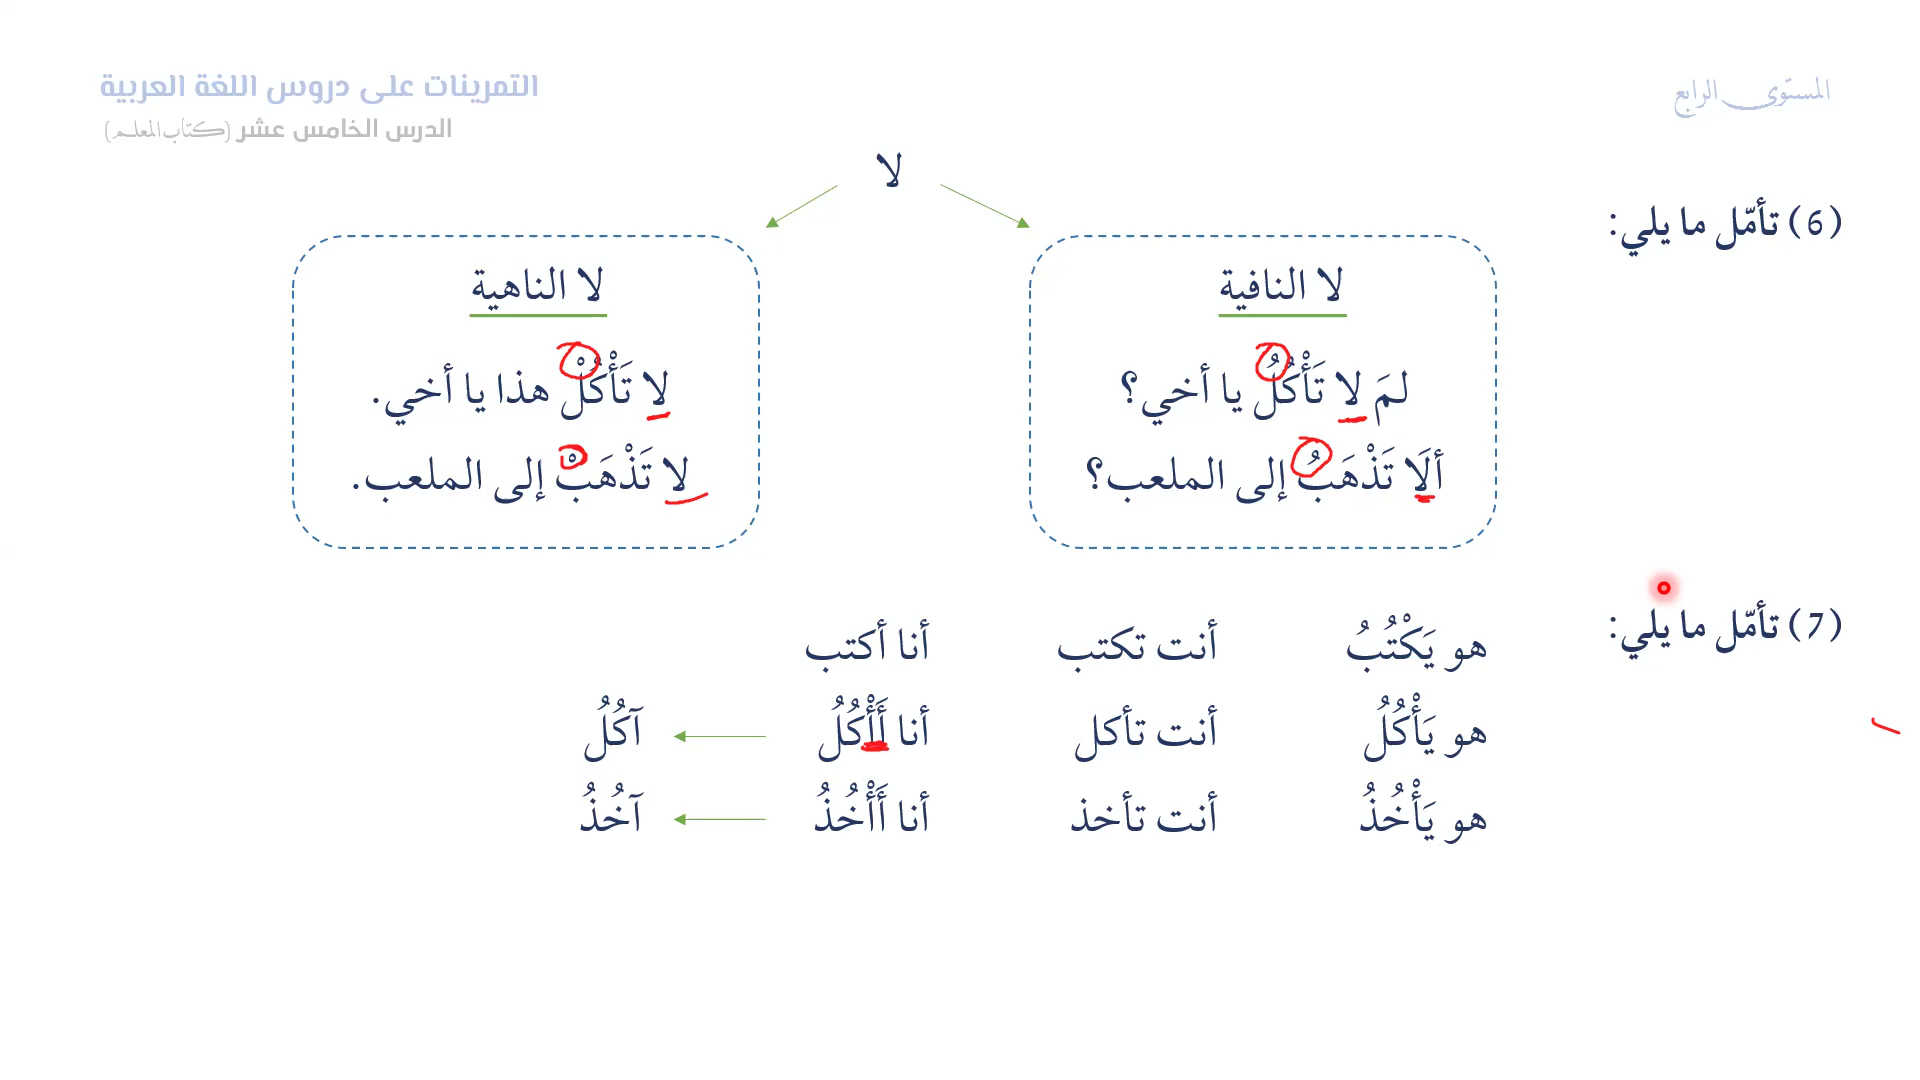 المستوى الرابع
التمرينات على دروس اللغة العربية
الدرس الخامس عشر (كتاب المعلم)
(6) تأمّل ما يلي:
لا
لا النافية
لمَ لا تَأْكُلُ يا أخي؟
ألَا تَذْهَبُ إلى الملعب؟
لا الناهية
لا تَأْكُلْ هذا يا أخي.
لا تَذْهَبْ إلى الملعب.
(7) تأمّل ما يلي:
هو يَكْتُبُ أنت تكتب أنا أكتب
هو يَأْكُلُ أنت تأكل أنا أَأْكُلُ آكُلُ
هو يَأْخُذُ أنت تأخذ أنا أَأْخُذُ آخُذُ